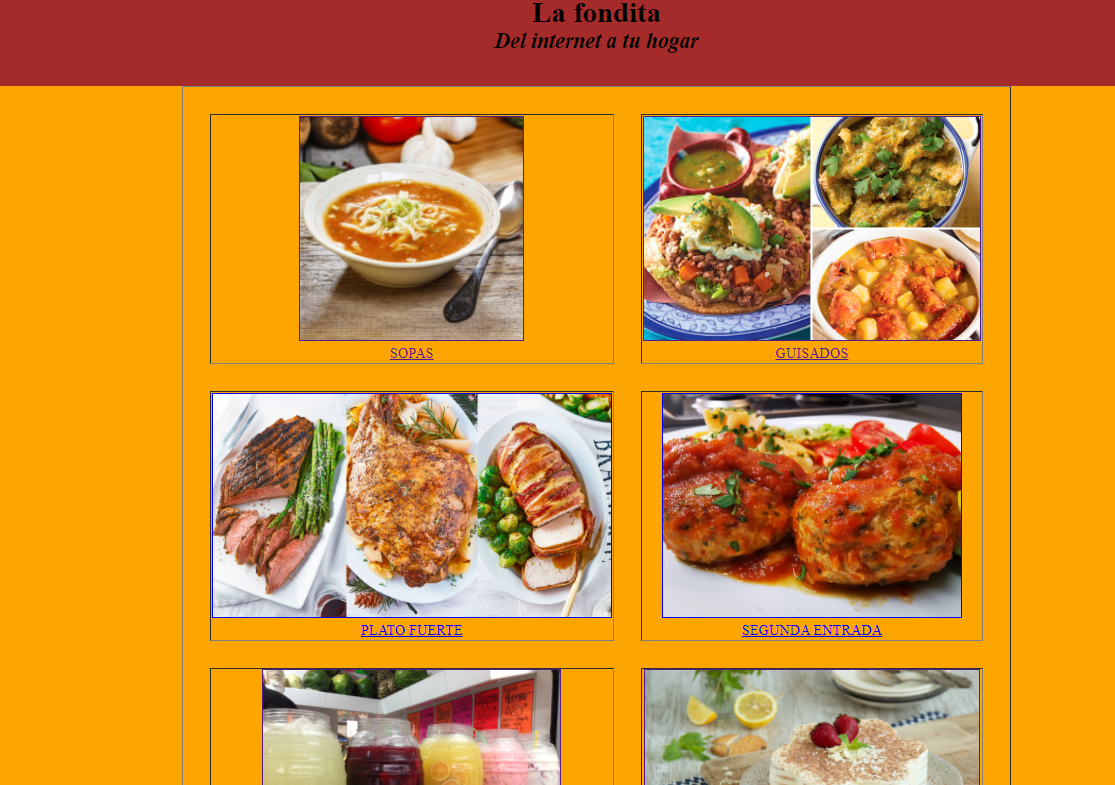 La fondita
Del internet a tu hogar
SOPAS
GUISADOS
PLATO FUERTE
SEGUNDA ENTRADA